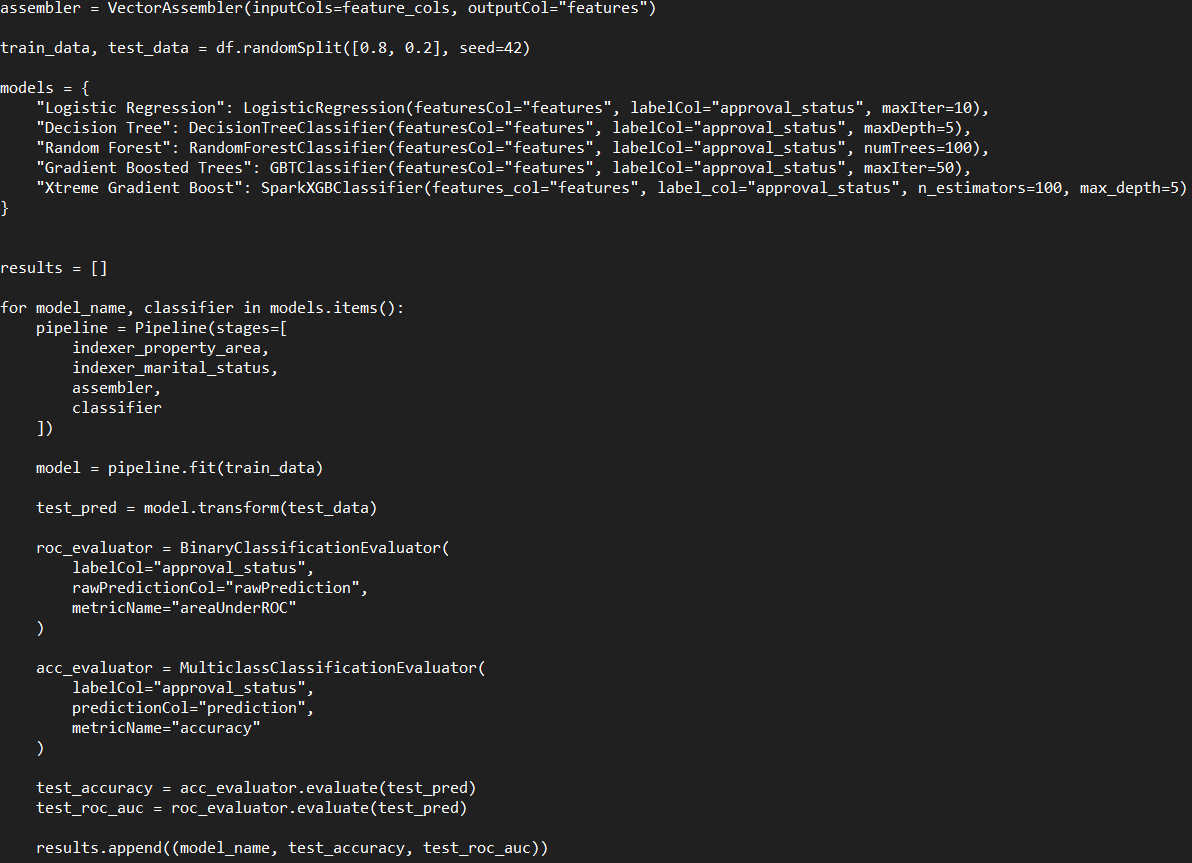 assembler = VectorAssembler(inputCols=feature_cols, outputCol="features")
train_data, test_data = df.randomSplit([0.8, 0.2], seed=42)
models = {
    "Logistic Regression": LogisticRegression(featuresCol="features", labelCol="approval_status", maxIter=10),
    "Decision Tree": DecisionTreeClassifier(featuresCol="features", labelCol="approval_status", maxDepth=5),
    "Random Forest": RandomForestClassifier(featuresCol="features", labelCol="approval_status", numTrees=100),
    "Gradient Boosted Trees": GBTClassifier(featuresCol="features", labelCol="approval_status", maxIter=50),
    "Xtreme Gradient Boost": SparkXGBClassifier(features_col="features", label_col="approval_status", n_estimators=100, max_depth=5)
}
results = []
for model_name, classifier in models.items():
    pipeline = Pipeline(stages=[
        indexer_property_area,
        indexer_marital_status,
        assembler,
        classifier
    ])
    model = pipeline.fit(train_data)
    test_pred = model.transform(test_data)
    roc_evaluator = BinaryClassificationEvaluator(
        labelCol="approval_status",
        rawPredictionCol="rawPrediction",
        metricName="areaUnderROC"
    )
    acc_evaluator = MulticlassClassificationEvaluator(
        labelCol="approval_status",
        predictionCol="prediction",
        metricName="accuracy"
    )
    test_accuracy = acc_evaluator.evaluate(test_pred)
    test_roc_auc = roc_evaluator.evaluate(test_pred)
    results.append((model_name, test_accuracy, test_roc_auc))